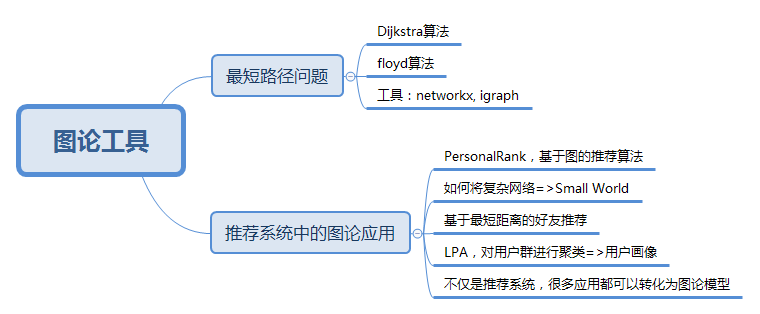 图论工具
最短路径问题
Dijkstra算法
floyd算法
工具：networkx, igraph
推荐系统中的图论应用
PersonalRank，基于图的推荐算法
如何将复杂网络=>Small World
基于最短距离的好友推荐
LPA，对用户群进行聚类=>用户画像
不仅是推荐系统，很多应用都可以转化为图论模型